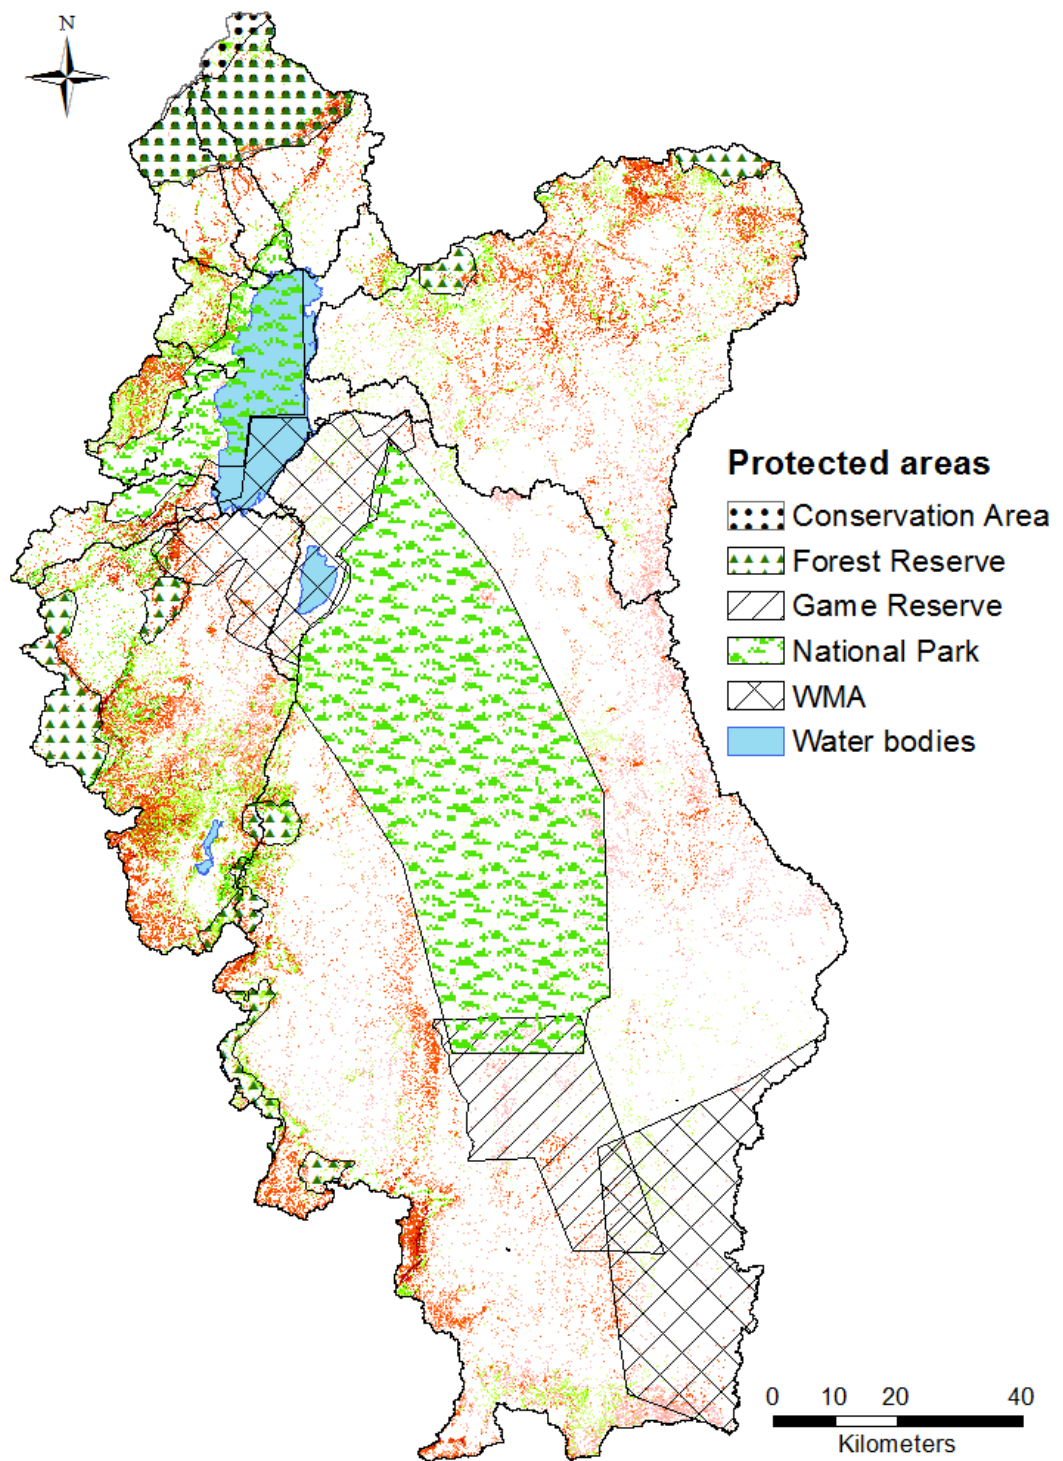 N
Protected areas
Conservation Area
Forest Reserve
Game Reserve
National Park
WMA
Water bodies
0 10 20 40
Kilometers